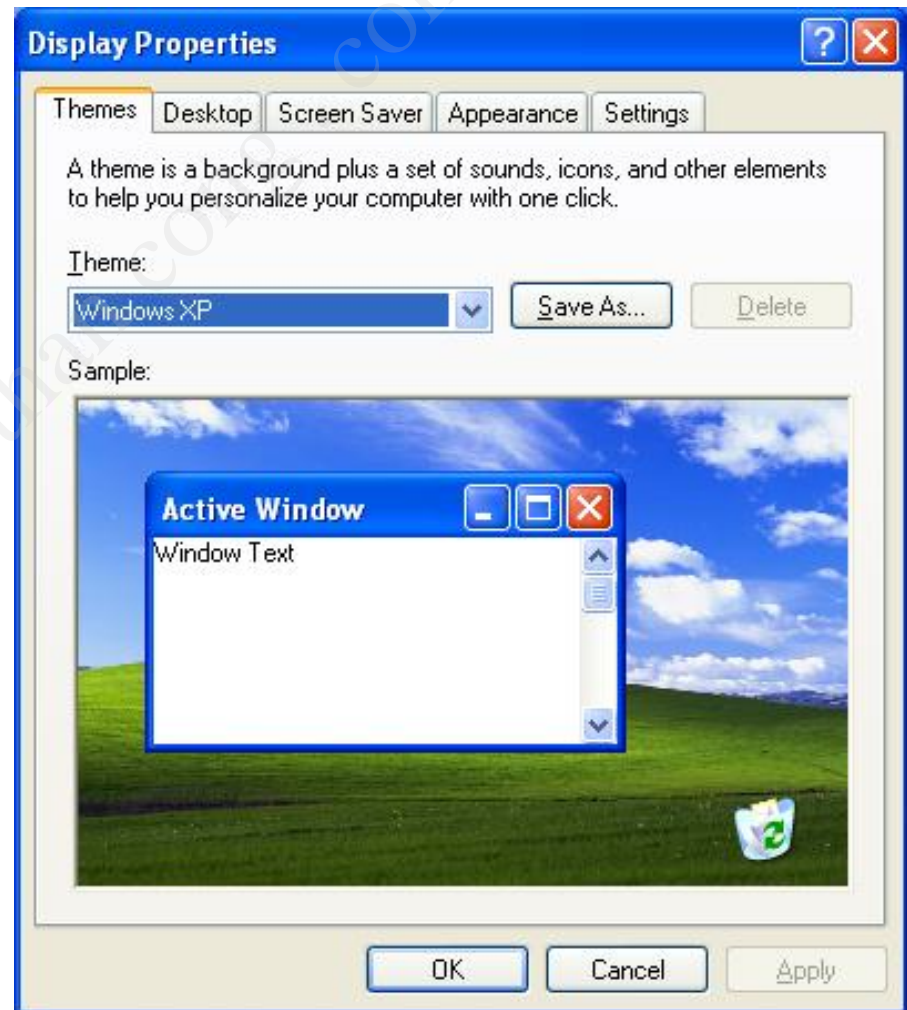 Display Properties
Themes Desktop Screen Saver Appearance Settings
A theme is a background plus a set of sounds, icons, and other elements
to help you personalize your computer with one click.
Theme:
Windows XP Save As... Delete
Sample:
Active Window
Window Text
OK Cancel Apply